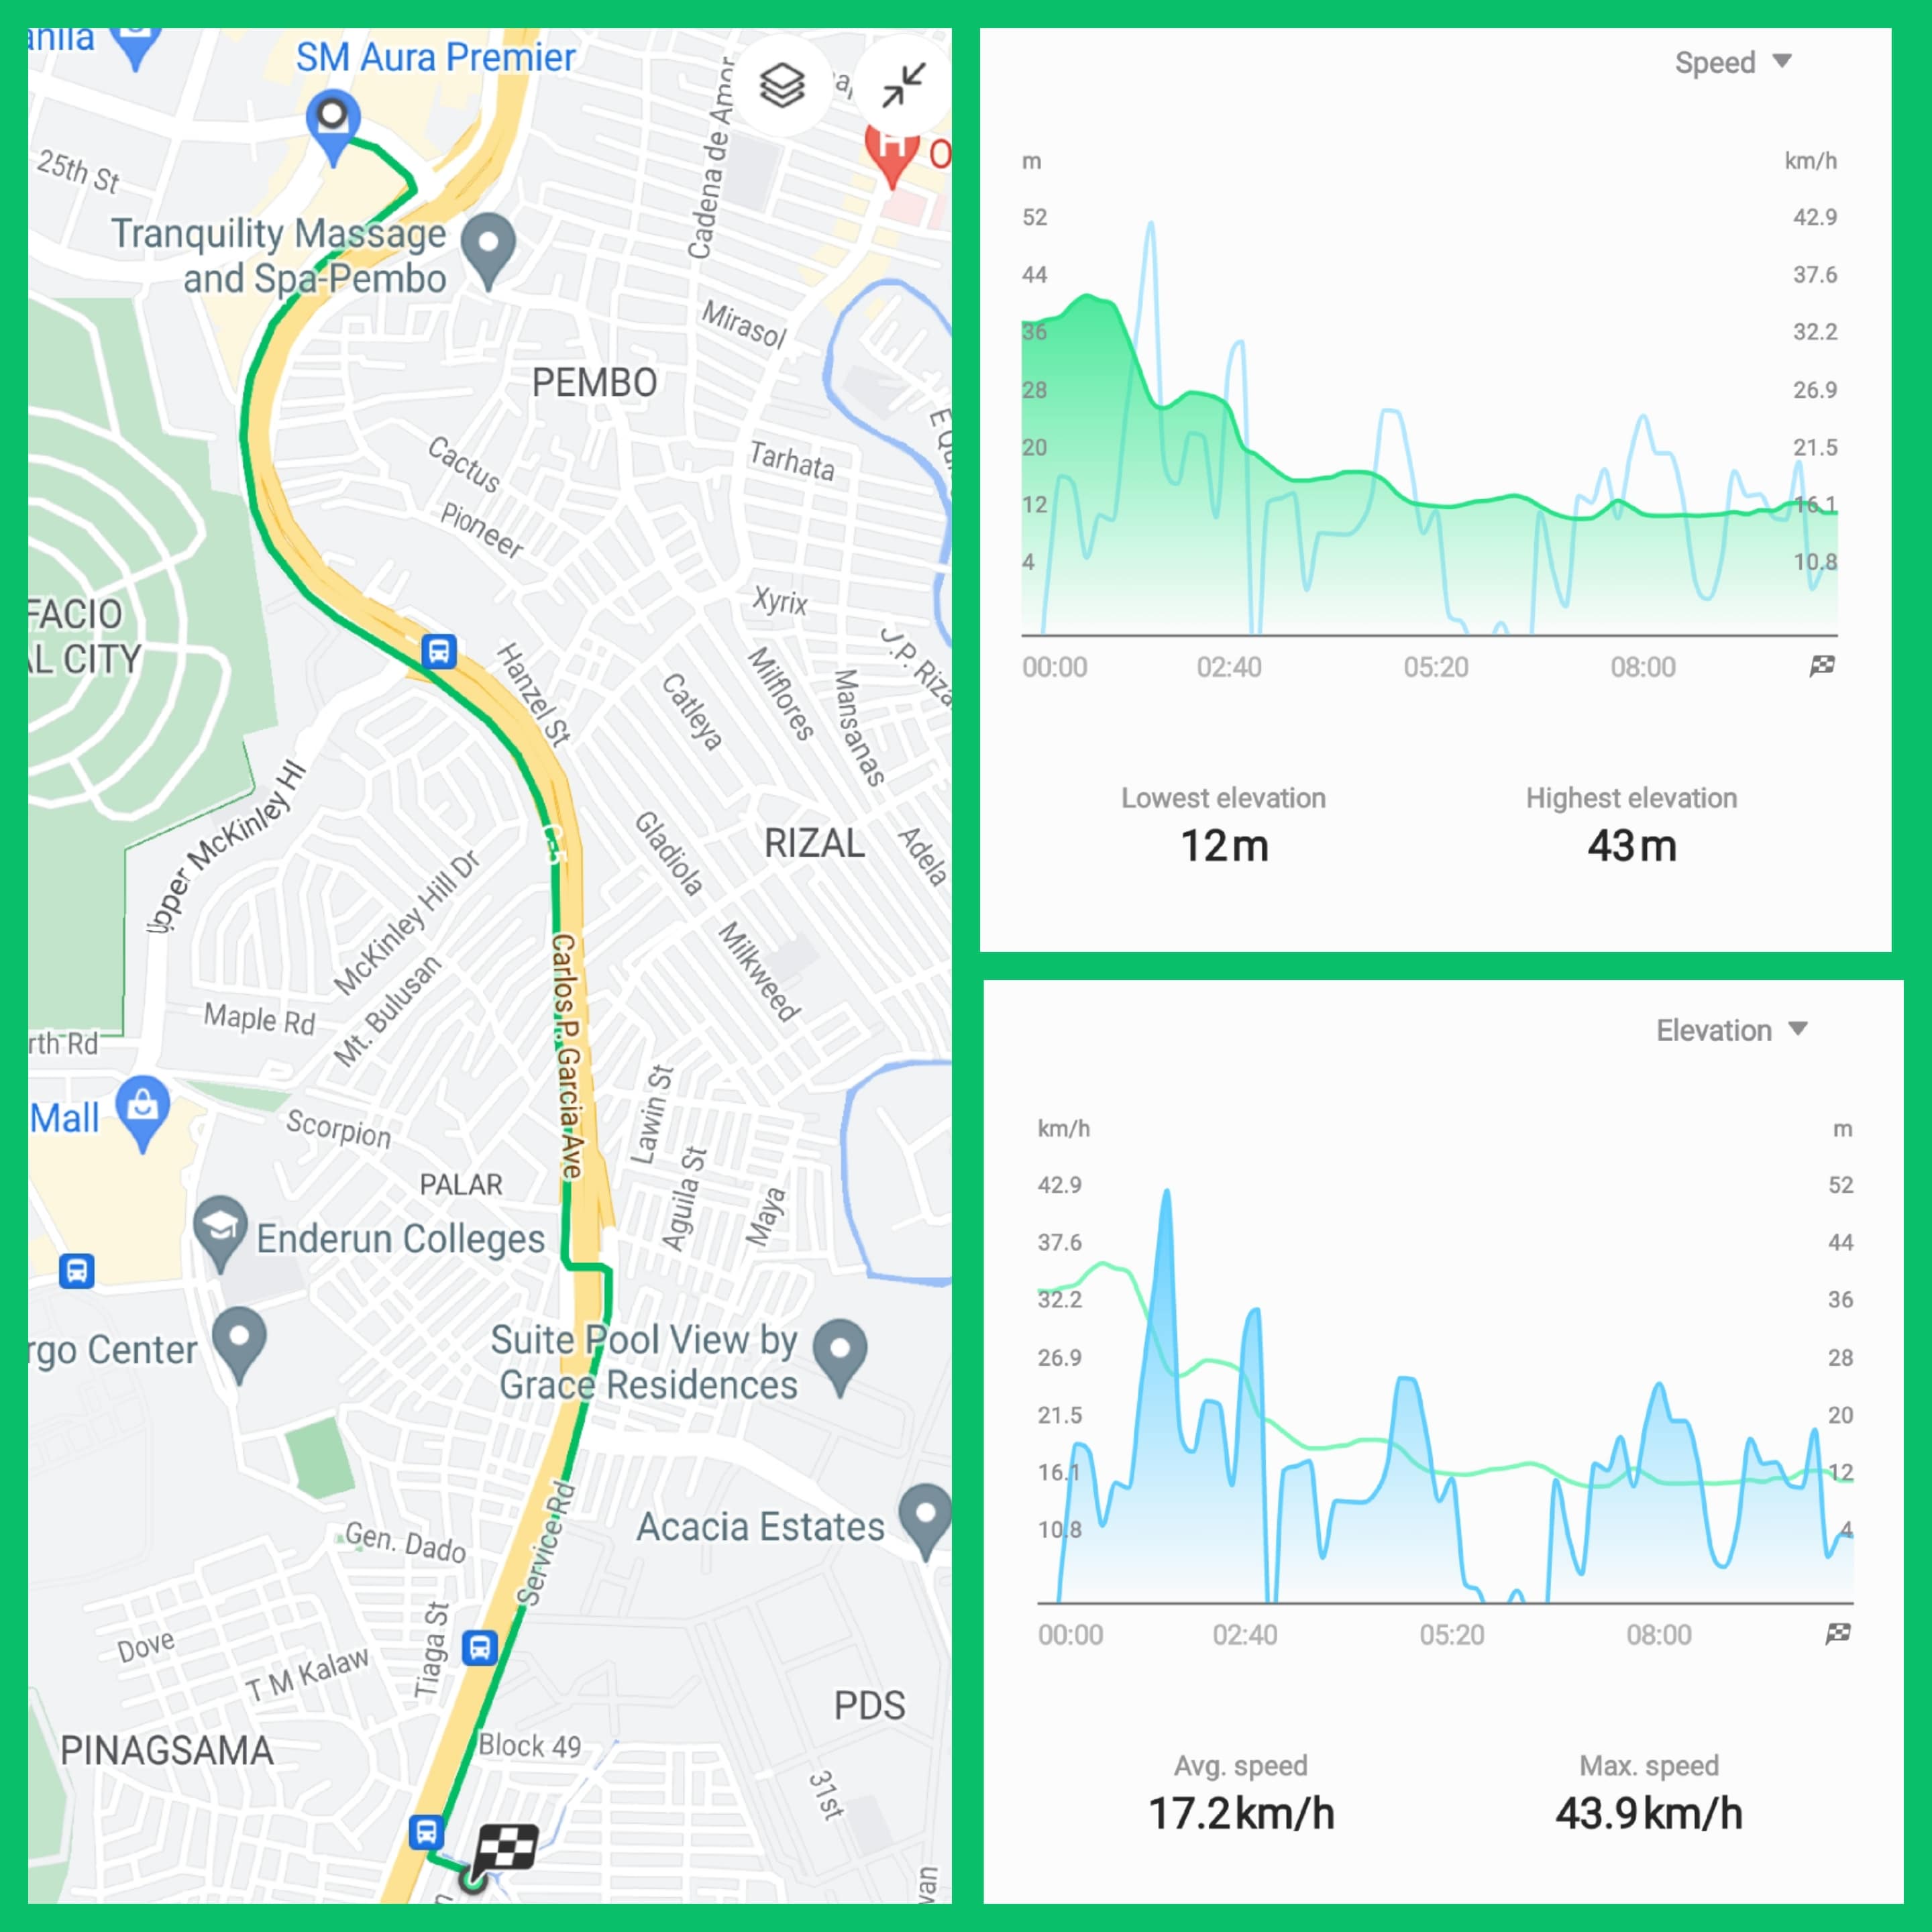 anila
SM Aura Premier
25th St
Cadena de Amor
H
O
Tranquility Massage
and Spa-Pembo
Mirasol
PEMBO
Cactus
Tarhata
Pioneer
FACIO
AL CITY
Xyrix
J.P. Riza
Hanzel St
Milflores
Catleya
Mansanas
Upper McKinley Hl
C-5
Gladiola
RIZAL
Adela
McKinley Hill Dr
Milkweed
Carlos P. Garcia Ave
Mt. Bulusan
Maple Rd
rth Rd
Lawin St
Mall
Scorpion
PALAR
Aguila St
Maya
Enderun Colleges
Suite Pool View by
Grace Residences
rgo Center
Service Rd
Acacia Estates
Gen. Dado
Dove
Tiaga St
T M Kalaw
PDS
Block 49
PINAGSAMA
31st
van
Speed
m km/h
52 42.9
44 37.6
36 32.2
28 26.9
20 21.5
12 16.1
4 10.8
00:00 02:40 05:20 08:00
Lowest elevation Highest elevation
12 m 43 m
Elevation
km/h m
42.9 52
37.6 44
32.2 36
26.9 28
21.5 20
16.1 12
10.8 4
00:00 02:40 05:20 08:00
Avg. speed Max. speed
17.2 km/h 43.9 km/h